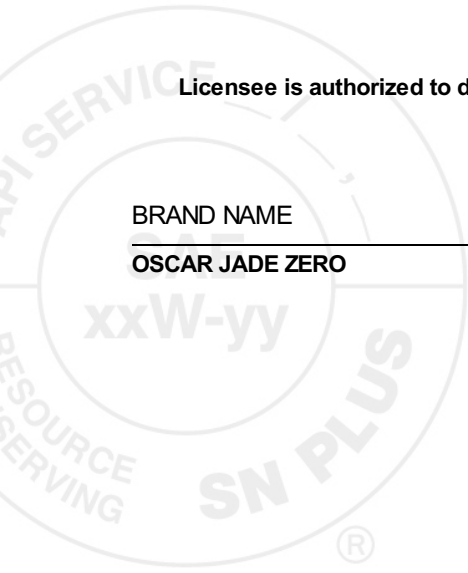 Licensee is authorized to d
BRAND NAME
OSCAR JADE ZERO
API SERVICE
SAE
xxW-yy
RESOURCE
SERVING
SN PLUS
®